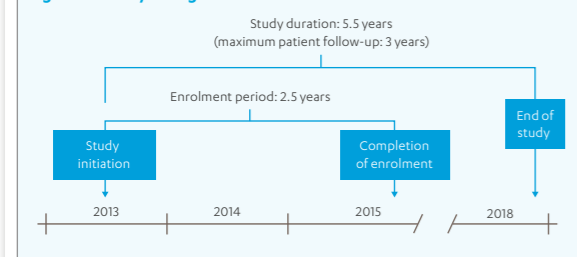 Study duration: 5.5 years
(maximum patient follow-up: 3 years)
Enrolment period: 2.5 years
End of
study
Study
initiation
Completion
of enrolment
2013
2014
2015
2018